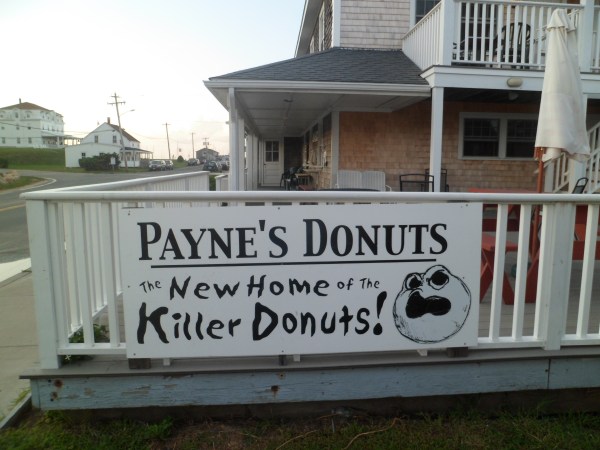 PAYNE'S DONUTS
The New Home of The
Killer Donuts!